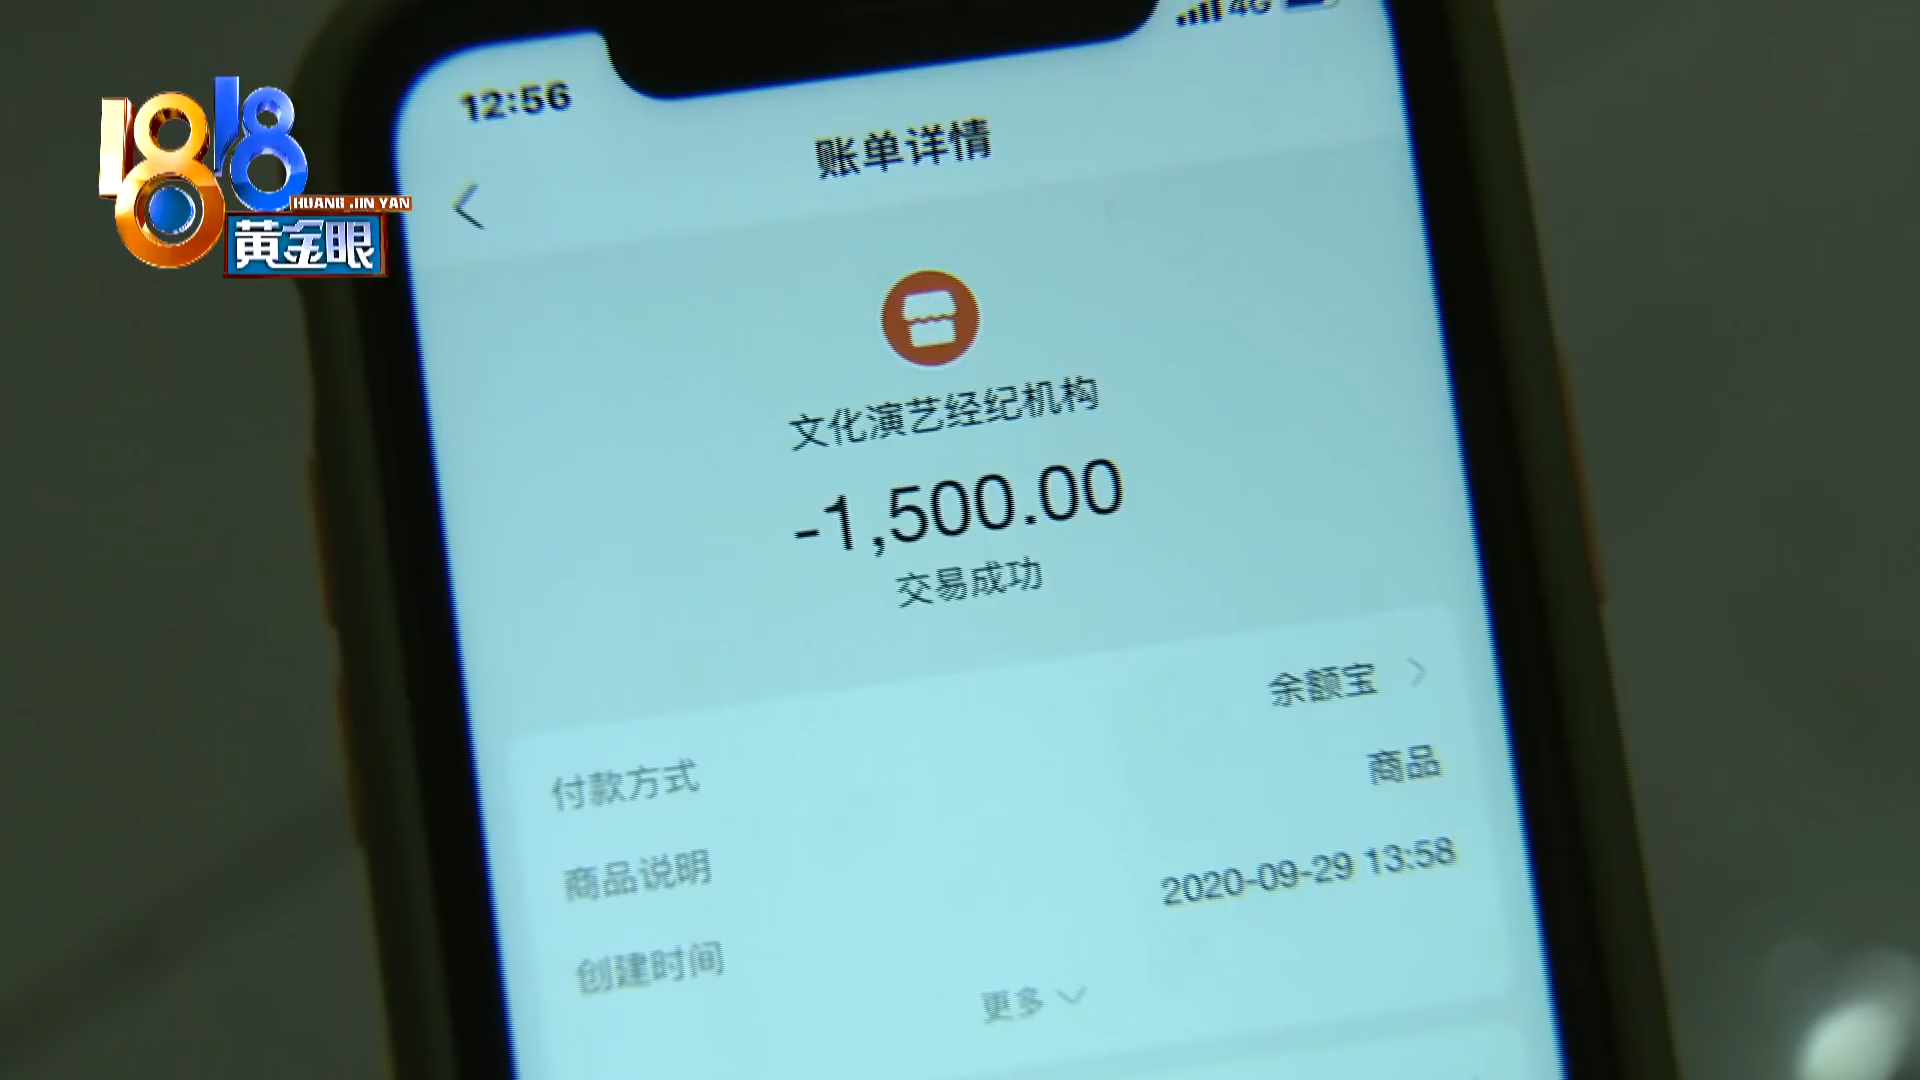 1818
HUANG JIN YAN
黄金眼
12:56
4G
账单详情
文化演艺经纪机构
-1,500.00
交易成功
付款方式
余额宝
商品说明
商品
创建时间
2020-09-29 13:58
更多